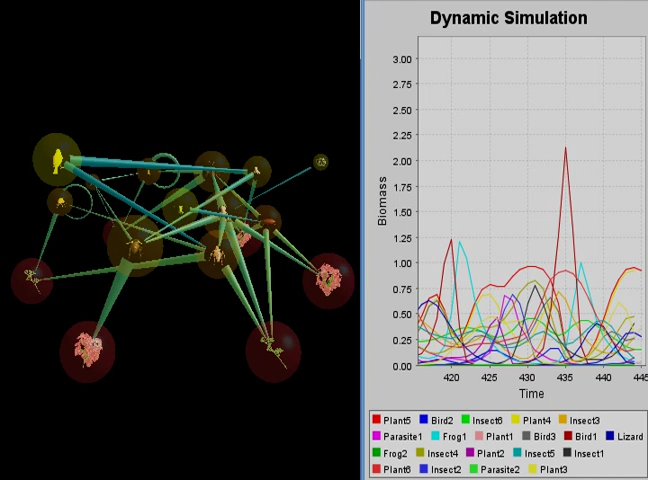 Dynamic Simulation
3.00
2.75
2.50
2.25
2.00
1.75
1.50
1.25
1.00
0.75
0.50
0.25
0.00
Biomass
420 425 430 435 440 445
Time
Plant5 Bird2 Insect6 Plant4 Insect3
Parasite1 Frog1 Plant1 Bird3 Bird1 Lizard
Frog2 Insect4 Plant2 Insect5 Insect1
Plant6 Insect2 Parasite2 Plant3